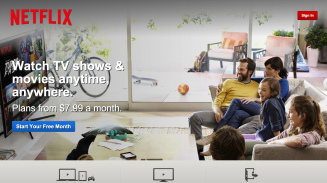 NETFLIX
Sign In
Watch TV shows &
movies anytime,
anywhere.
Plans from $7.99 a month.
Start Your Free Month